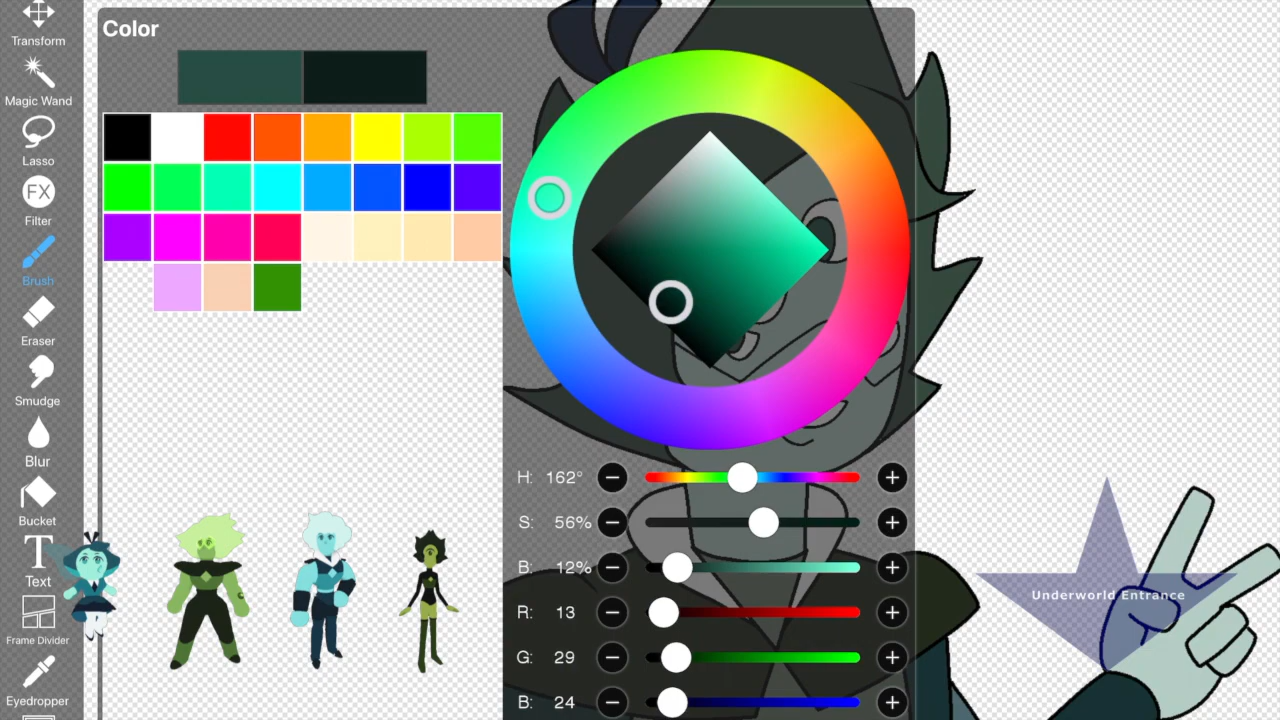 Transform
Magic Wand
Lasso
FX
Filter
Brush
Eraser
Smudge
Blur
Bucket
T
Text
Frame Divider
Eyedropper
Color
H: 162°
S: 56%
B: 12%
R: 13
G: 29
B: 24
Underworld Entrance